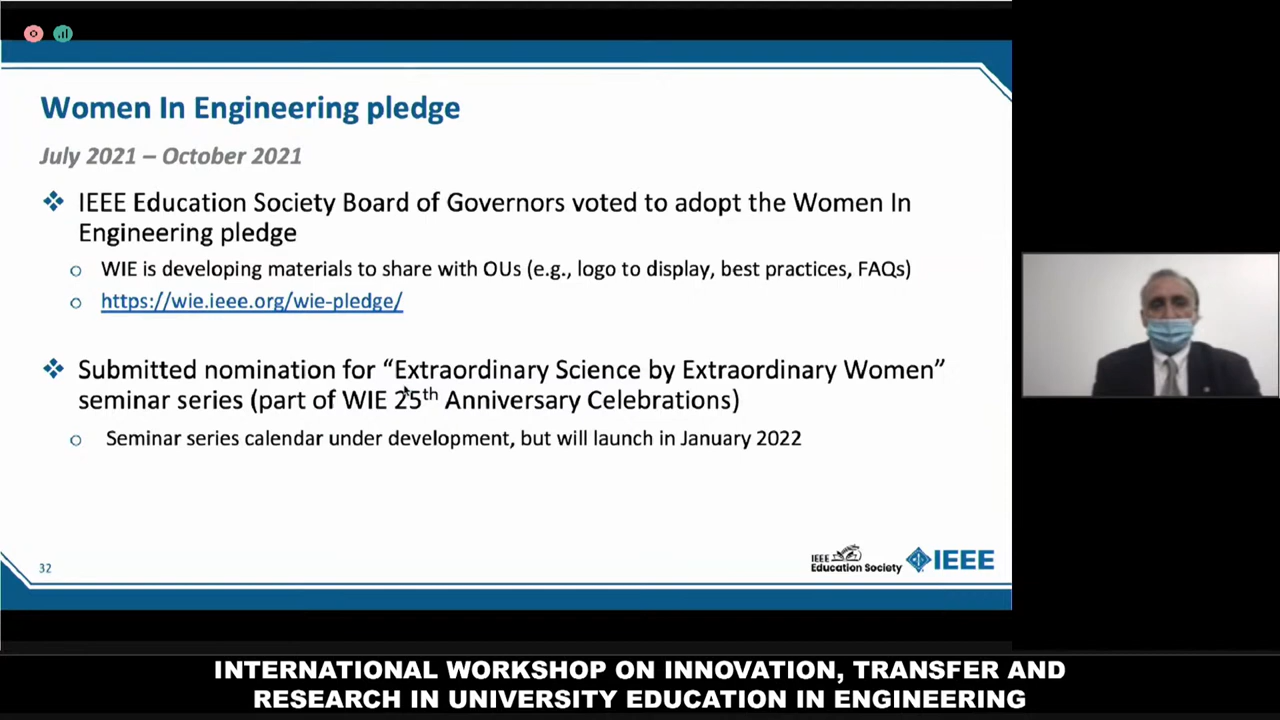 Women In Engineering pledge
July 2021 – October 2021
❖ IEEE Education Society Board of Governors voted to adopt the Women In
Engineering pledge
o WIE is developing materials to share with OUs (e.g., logo to display, best practices, FAQs)
o https://wie.ieee.org/wie-pledge/
❖ Submitted nomination for “Extraordinary Science by Extraordinary Women”
seminar series (part of WIE 25th Anniversary Celebrations)
o Seminar series calendar under development, but will launch in January 2022
32
IEEE
Education Society
IEEE
INTERNATIONAL WORKSHOP ON INNOVATION, TRANSFER AND
RESEARCH IN UNIVERSITY EDUCATION IN ENGINEERING